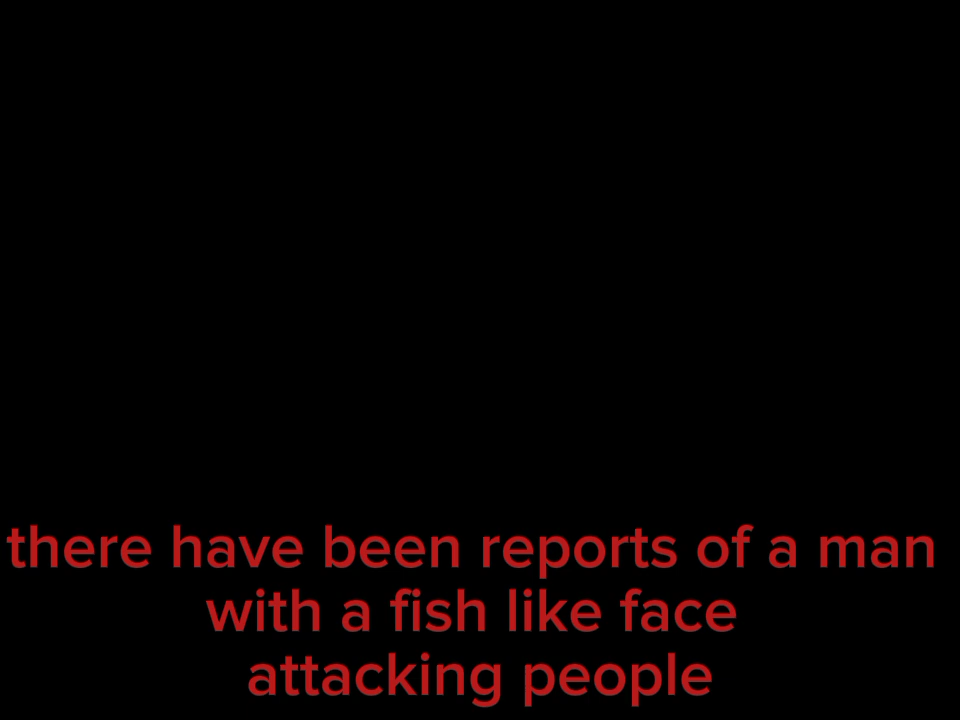 there have been reports of a man
with a fish like face
attacking people